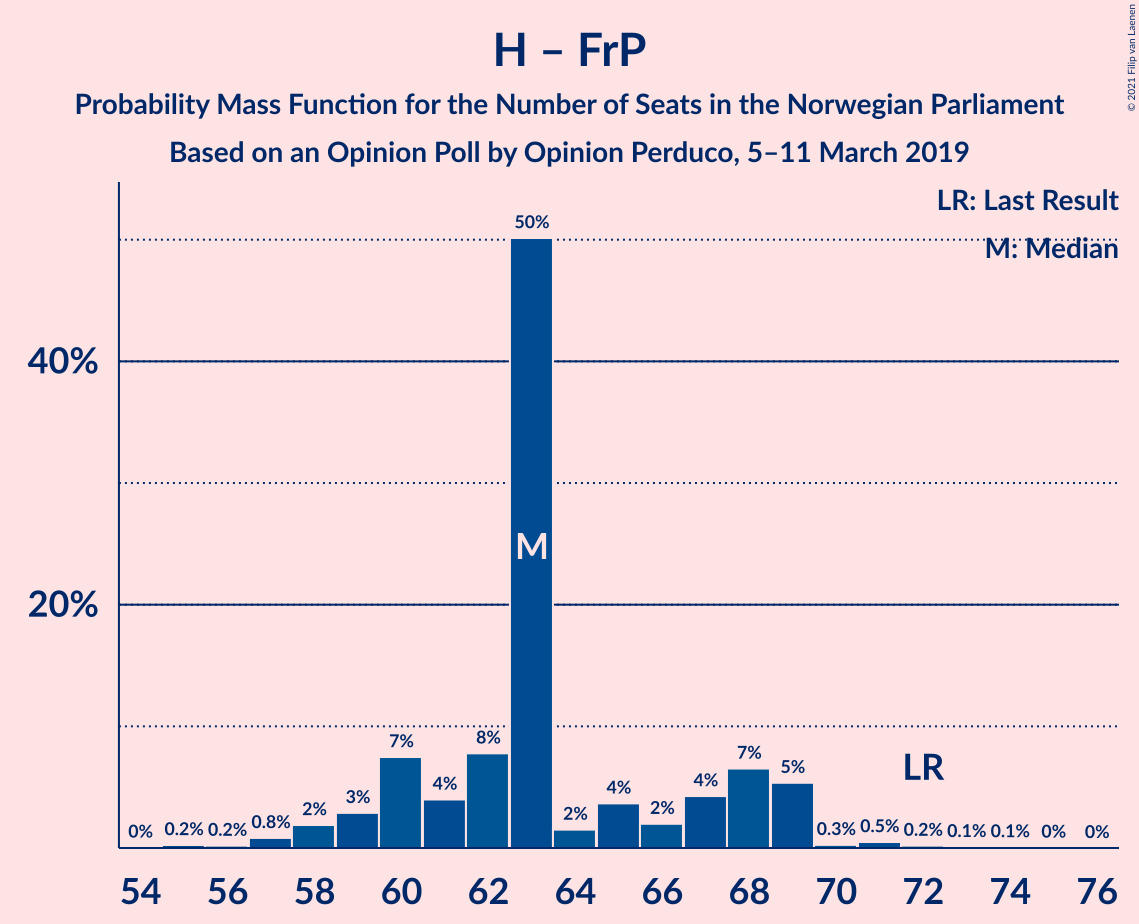 H – FrP
Probability Mass Function for the Number of Seats in the Norwegian Parliament
Based on an Opinion Poll by Opinion Perduco, 5–11 March 2019
© 2021 Filip van Laenen
LR: Last Result
M: Median
50%
40%
M
20%
LR
0% 0.2% 0.2% 0.8% 2% 3% 7% 4% 8% 2% 4% 2% 4% 7% 5% 0.3% 0.5% 0.2% 0.1% 0.1% 0% 0%
54 56 58 60 62 64 66 68 70 72 74 76